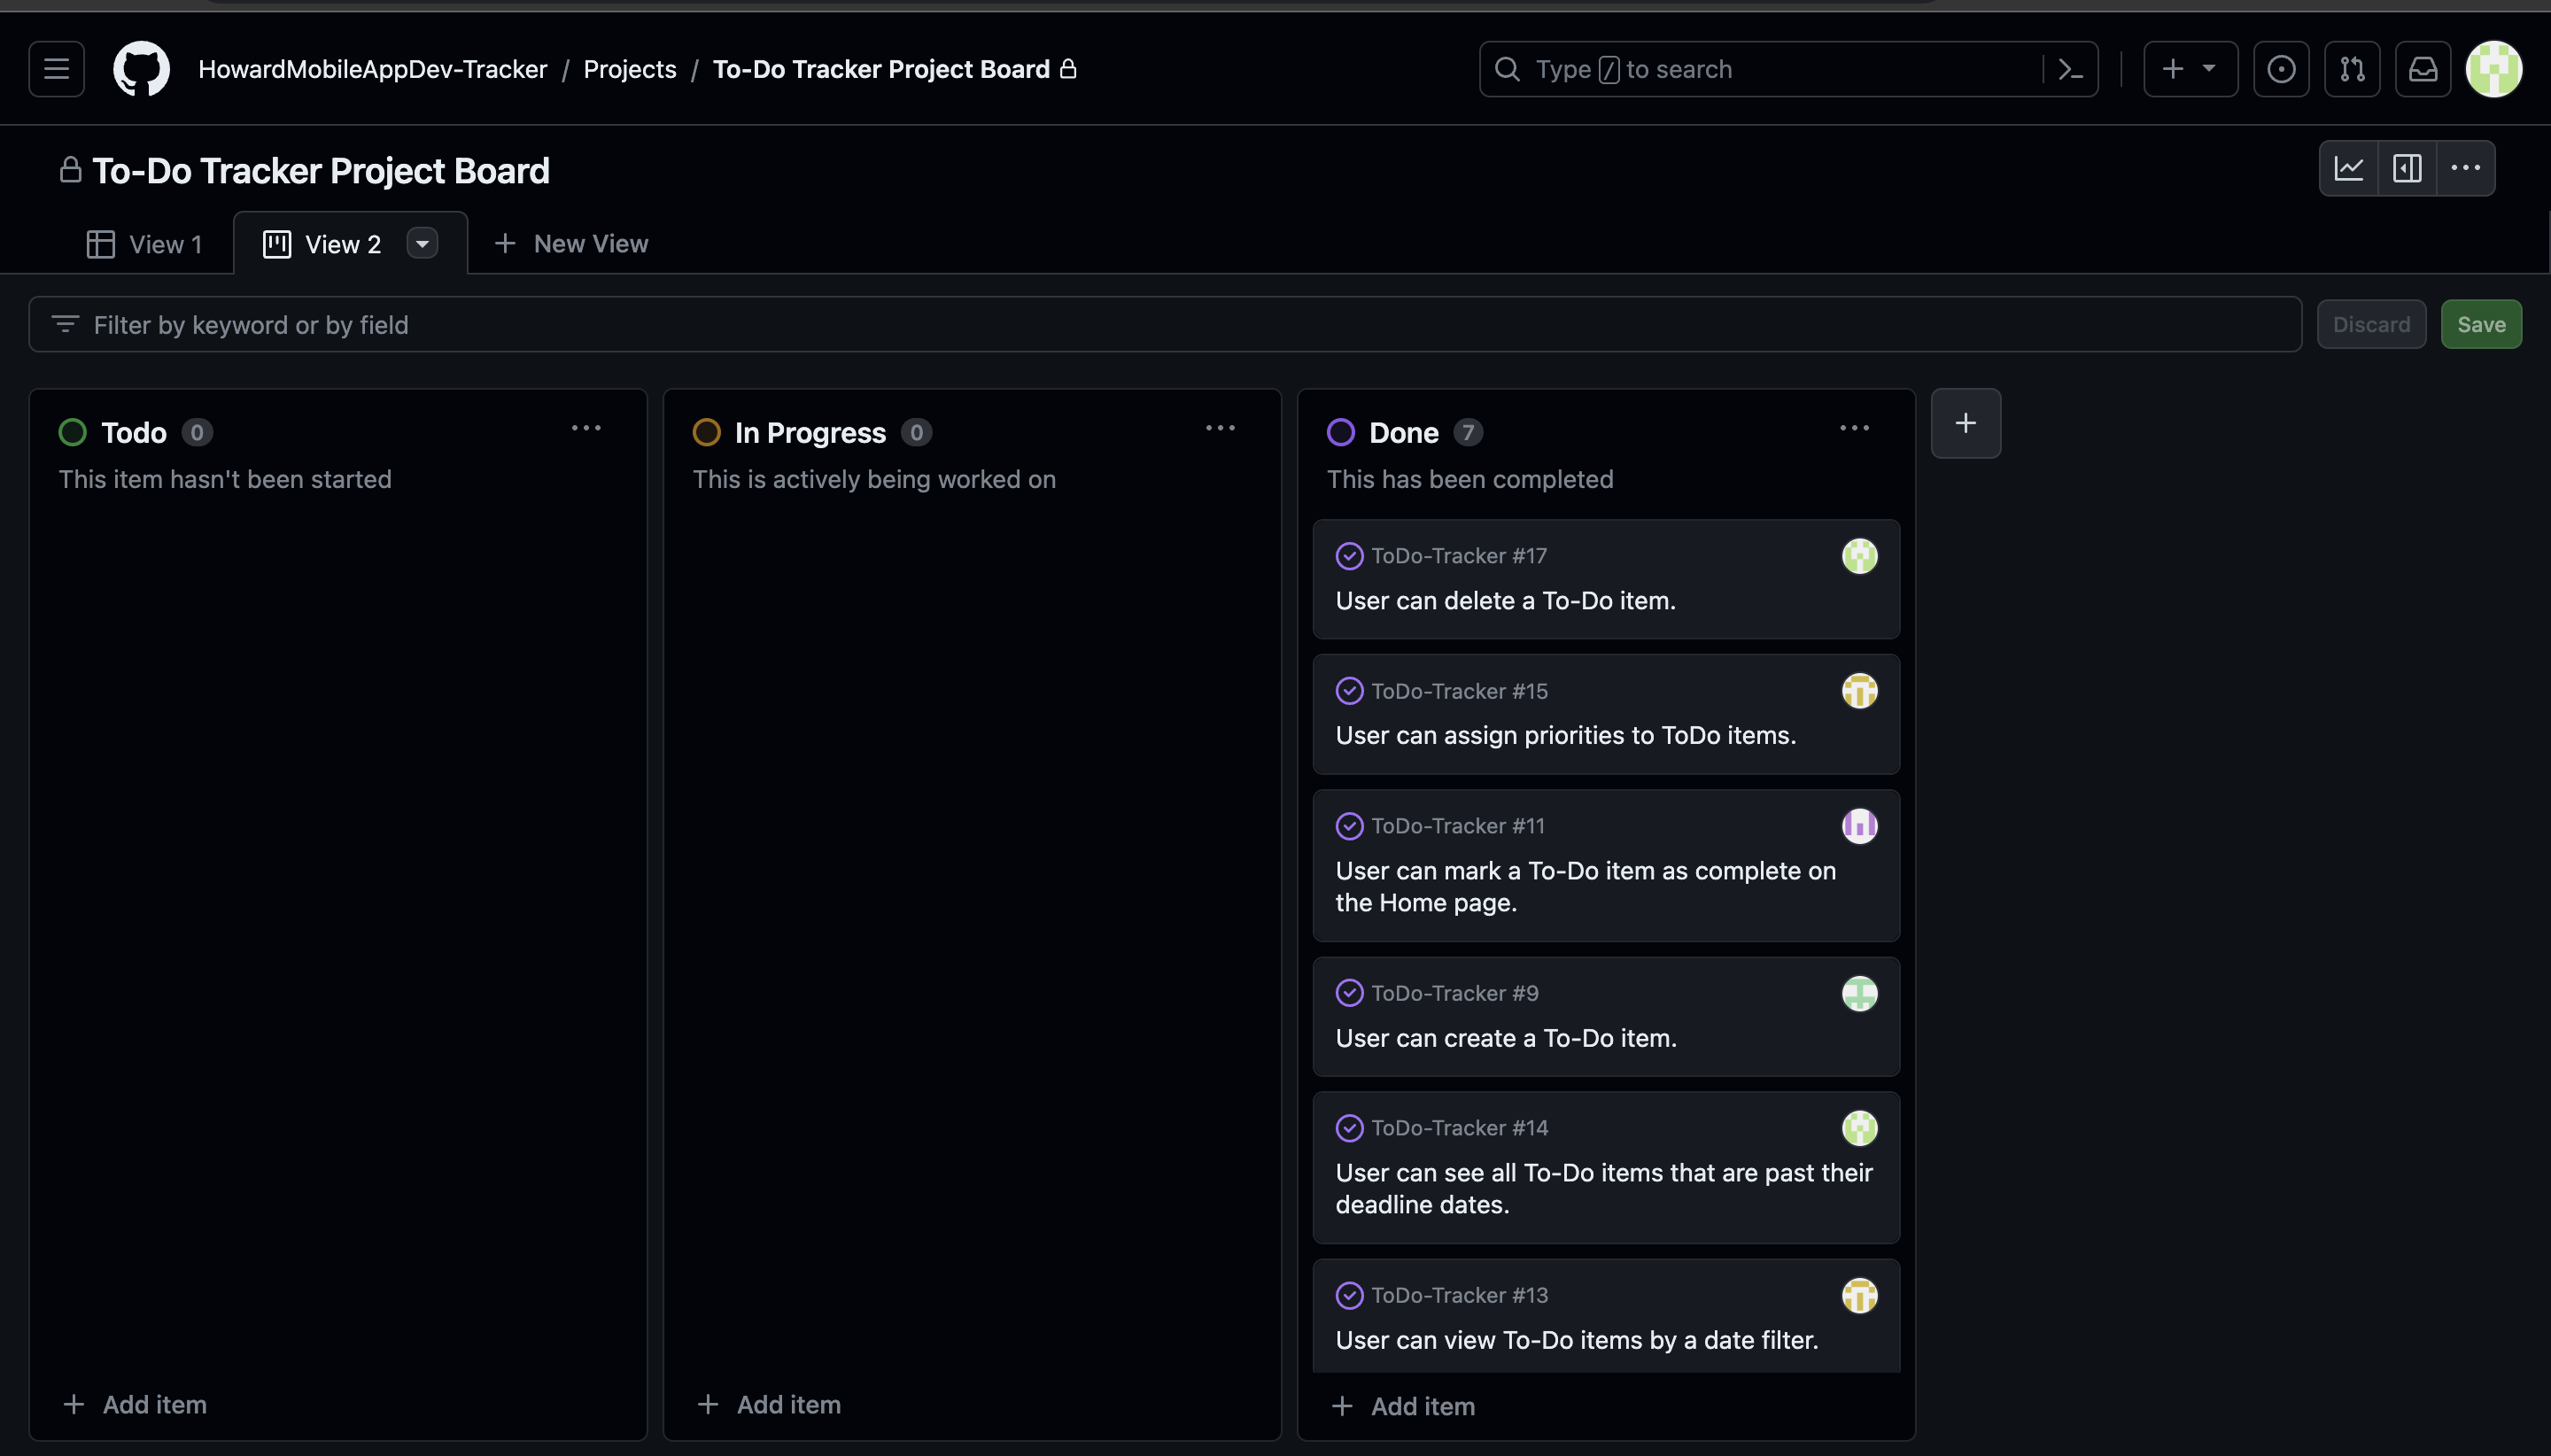 HowardMobileAppDev-Tracker / Projects / To-Do Tracker Project Board
Type / to search
To-Do Tracker Project Board
View 1
View 2
New View
Filter by keyword or by field
Discard
Save
Todo 0
This item hasn't been started
Add item
In Progress 0
This is actively being worked on
Add item
Done 7
This has been completed
ToDo-Tracker #17
User can delete a To-Do item.
ToDo-Tracker #15
User can assign priorities to ToDo items.
ToDo-Tracker #11
User can mark a To-Do item as complete on
the Home page.
ToDo-Tracker #9
User can create a To-Do item.
ToDo-Tracker #14
User can see all To-Do items that are past their
deadline dates.
ToDo-Tracker #13
User can view To-Do items by a date filter.
Add item